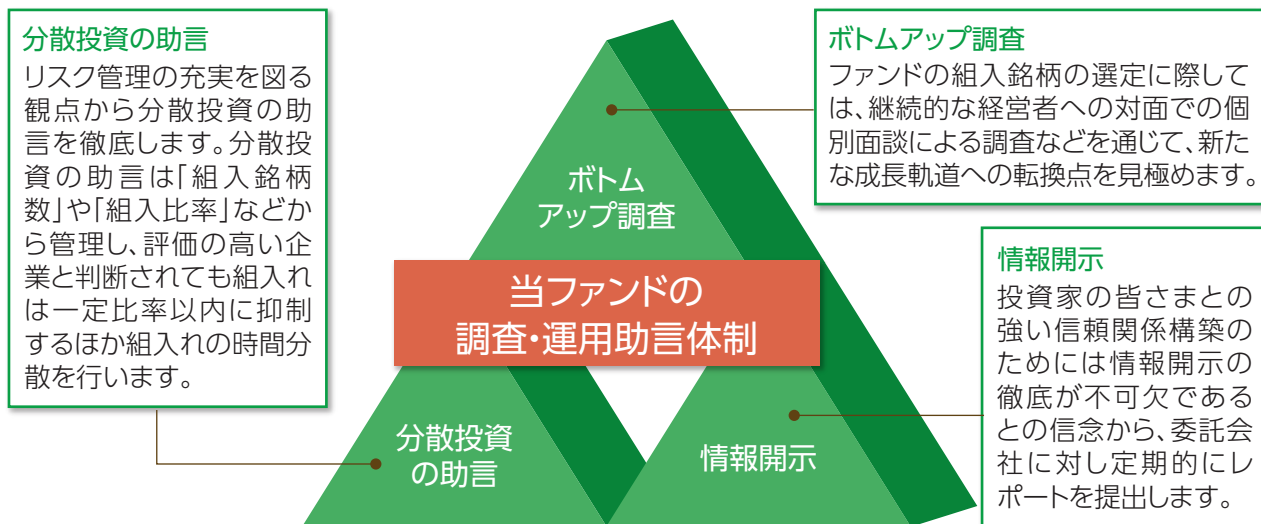 分散投資の助言
リスク管理の充実を図る
観点から分散投資の助
言を徹底します。分散投
資の助言は「組入銘柄
数」や「組入比率」などか
ら管理し、評価の高い企
業と判断されても組入れ
は一定比率以内に抑制
するほか組入れの時間分
散を行います。
ボトムアップ調査
ファンドの組入銘柄の選定に際して
は、継続的な経営者への対面での個
別面談による調査などを通じて、新た
な成長軌道への転換点を見極めます。
ボトム
アップ調査
当ファンドの
調査・運用助言体制
情報開示
投資家の皆さまとの
強い信頼関係構築の
ためには情報開示の
徹底が不可欠である
との信念から、委託会
社に対し定期的にレ
ポートを提出します。
分散投資
の助言
情報開示